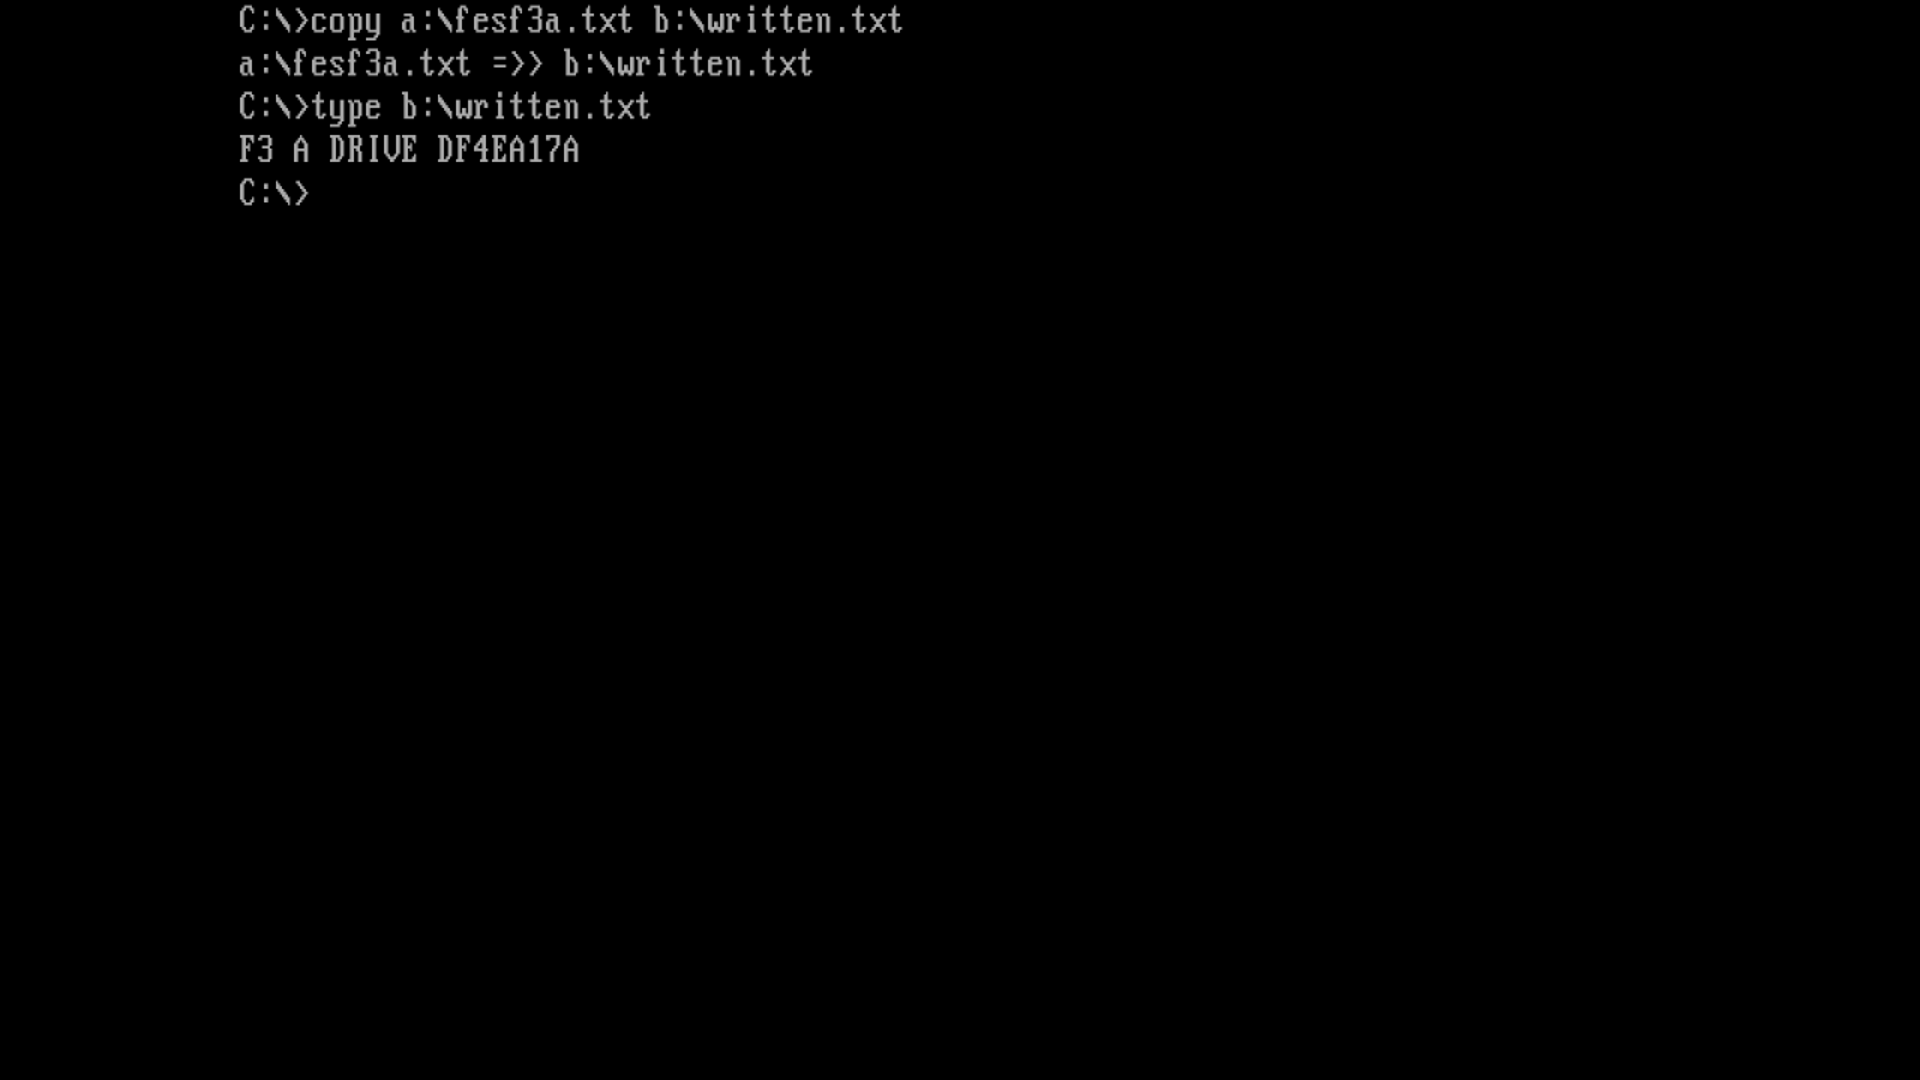 C:\>copy a:\fesf3a.txt b:\written.txt
a:\fesf3a.txt =>> b:\written.txt
C:\>type b:\written.txt
F3 A DRIVE DF4EA17A
C:\>